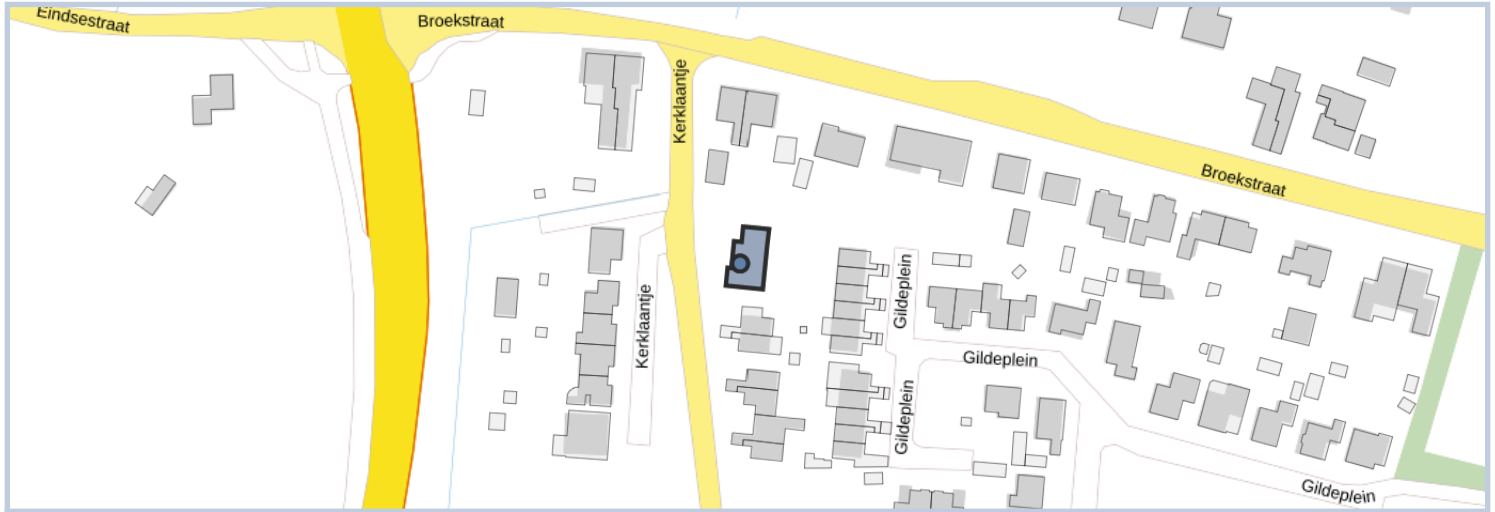 Eindsestraat
Broekstraat
Kerklaantje
Broekstraat
Gildeplein
Kerklaantje
Gildeplein
Gildeplein
Gildeplein